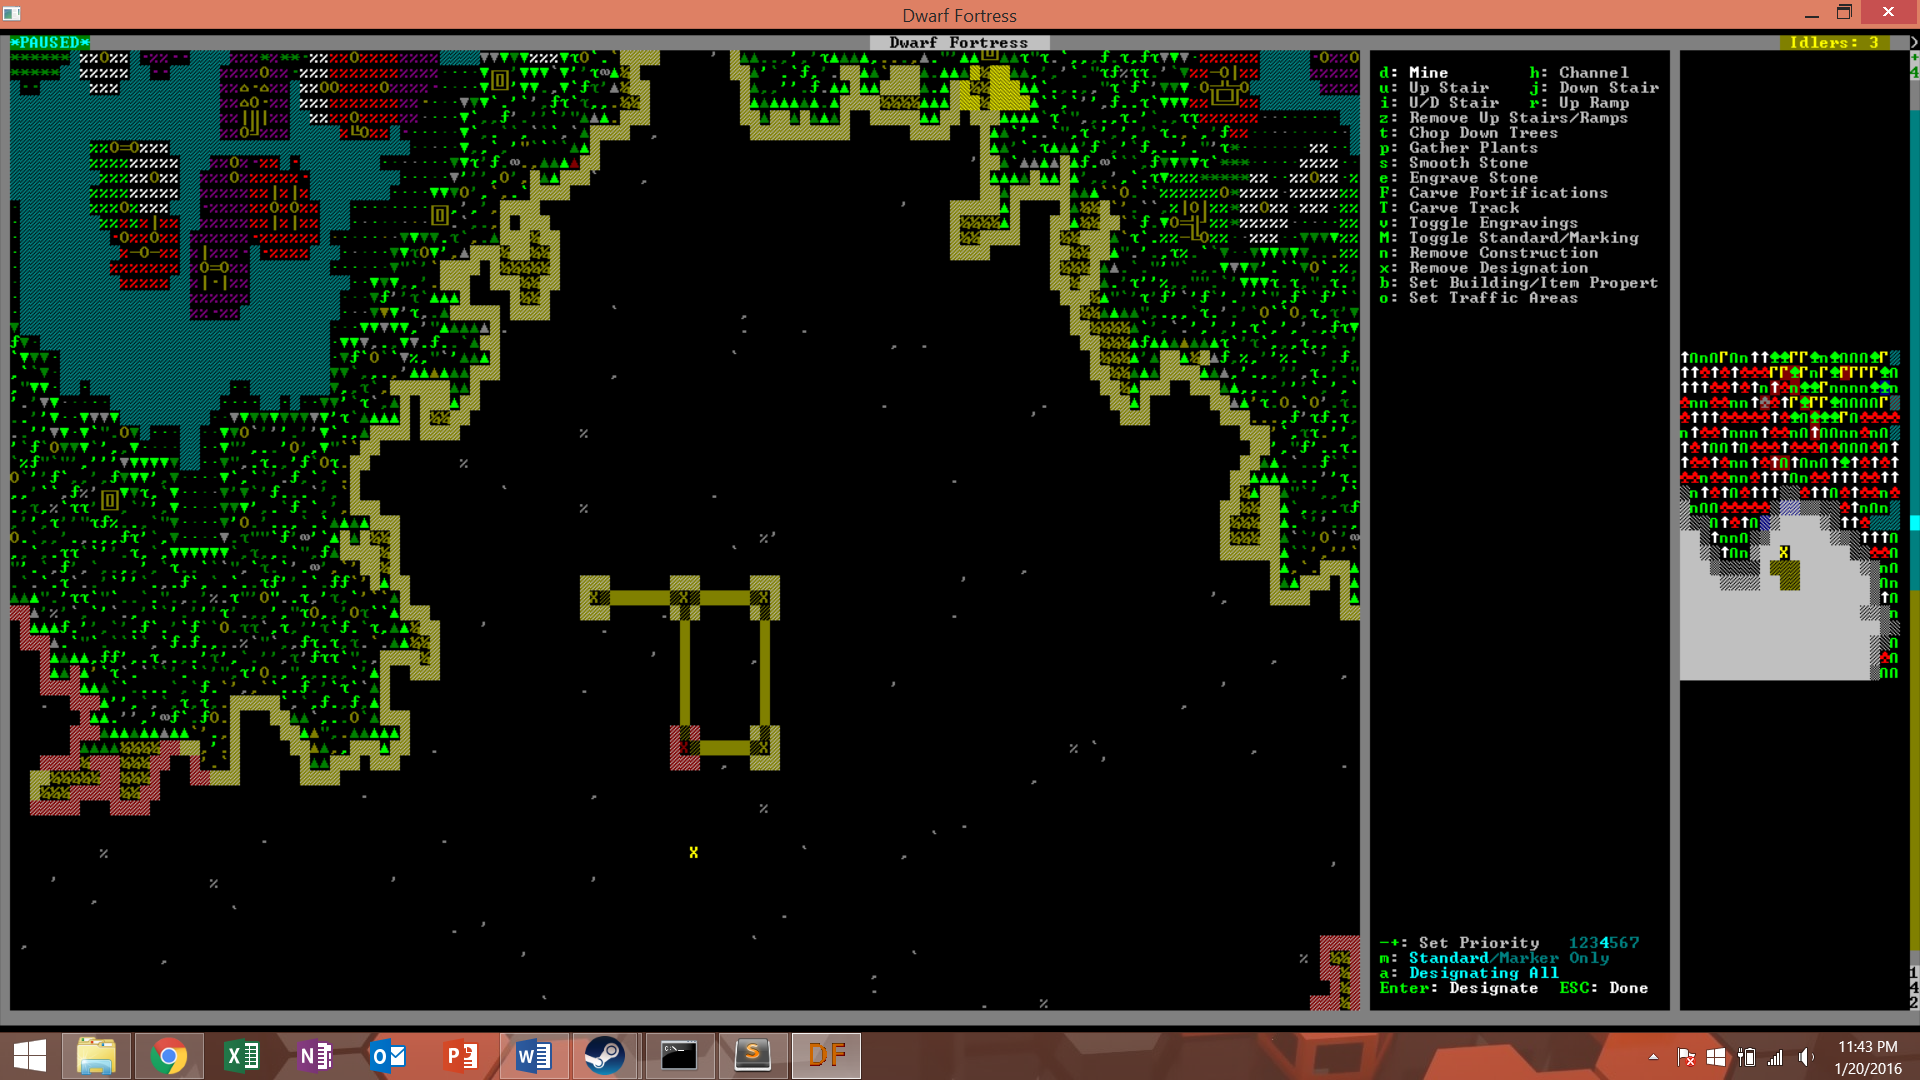 Dwarf Fortress
*PAUSED*
Dwarf Fortress
Idlers: 3
d: Mine h: Channel
u: Up Stair j: Down Stair
i: U/D Stair r: Up Ramp
z: Remove Up Stairs/Ramps
t: Chop Down Trees
p: Gather Plants
s: Smooth Stone
e: Engrave Stone
F: Carve Fortifications
T: Carve Track
v: Toggle Engravings
M: Toggle Standard/Marking
n: Remove Construction
x: Remove Designation
b: Set Building/Item Propert
o: Set Traffic Areas
-+: Set Priority 1234567
m: Standard/Marker Only
a: Designating All
Enter: Designate ESC: Done
DF
11:43 PM
1/20/2016